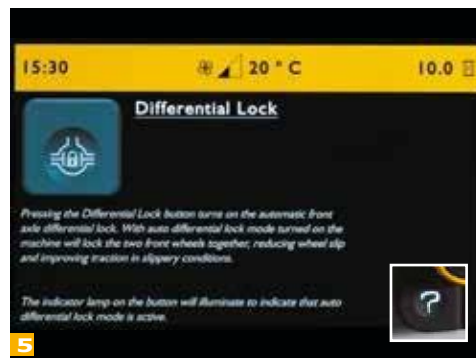 15:30 20 ° C 10.0
Differential Lock
Pressing the Differential Lock button turns on the automatic front
axle differential lock. With auto differential lock mode turned on the
machine will lock the two front wheels together, reducing wheel slip
and improving traction in slippery conditions.
The indicator lamp on the button will illuminate to indicate that auto
differential lock mode is active.
?
5